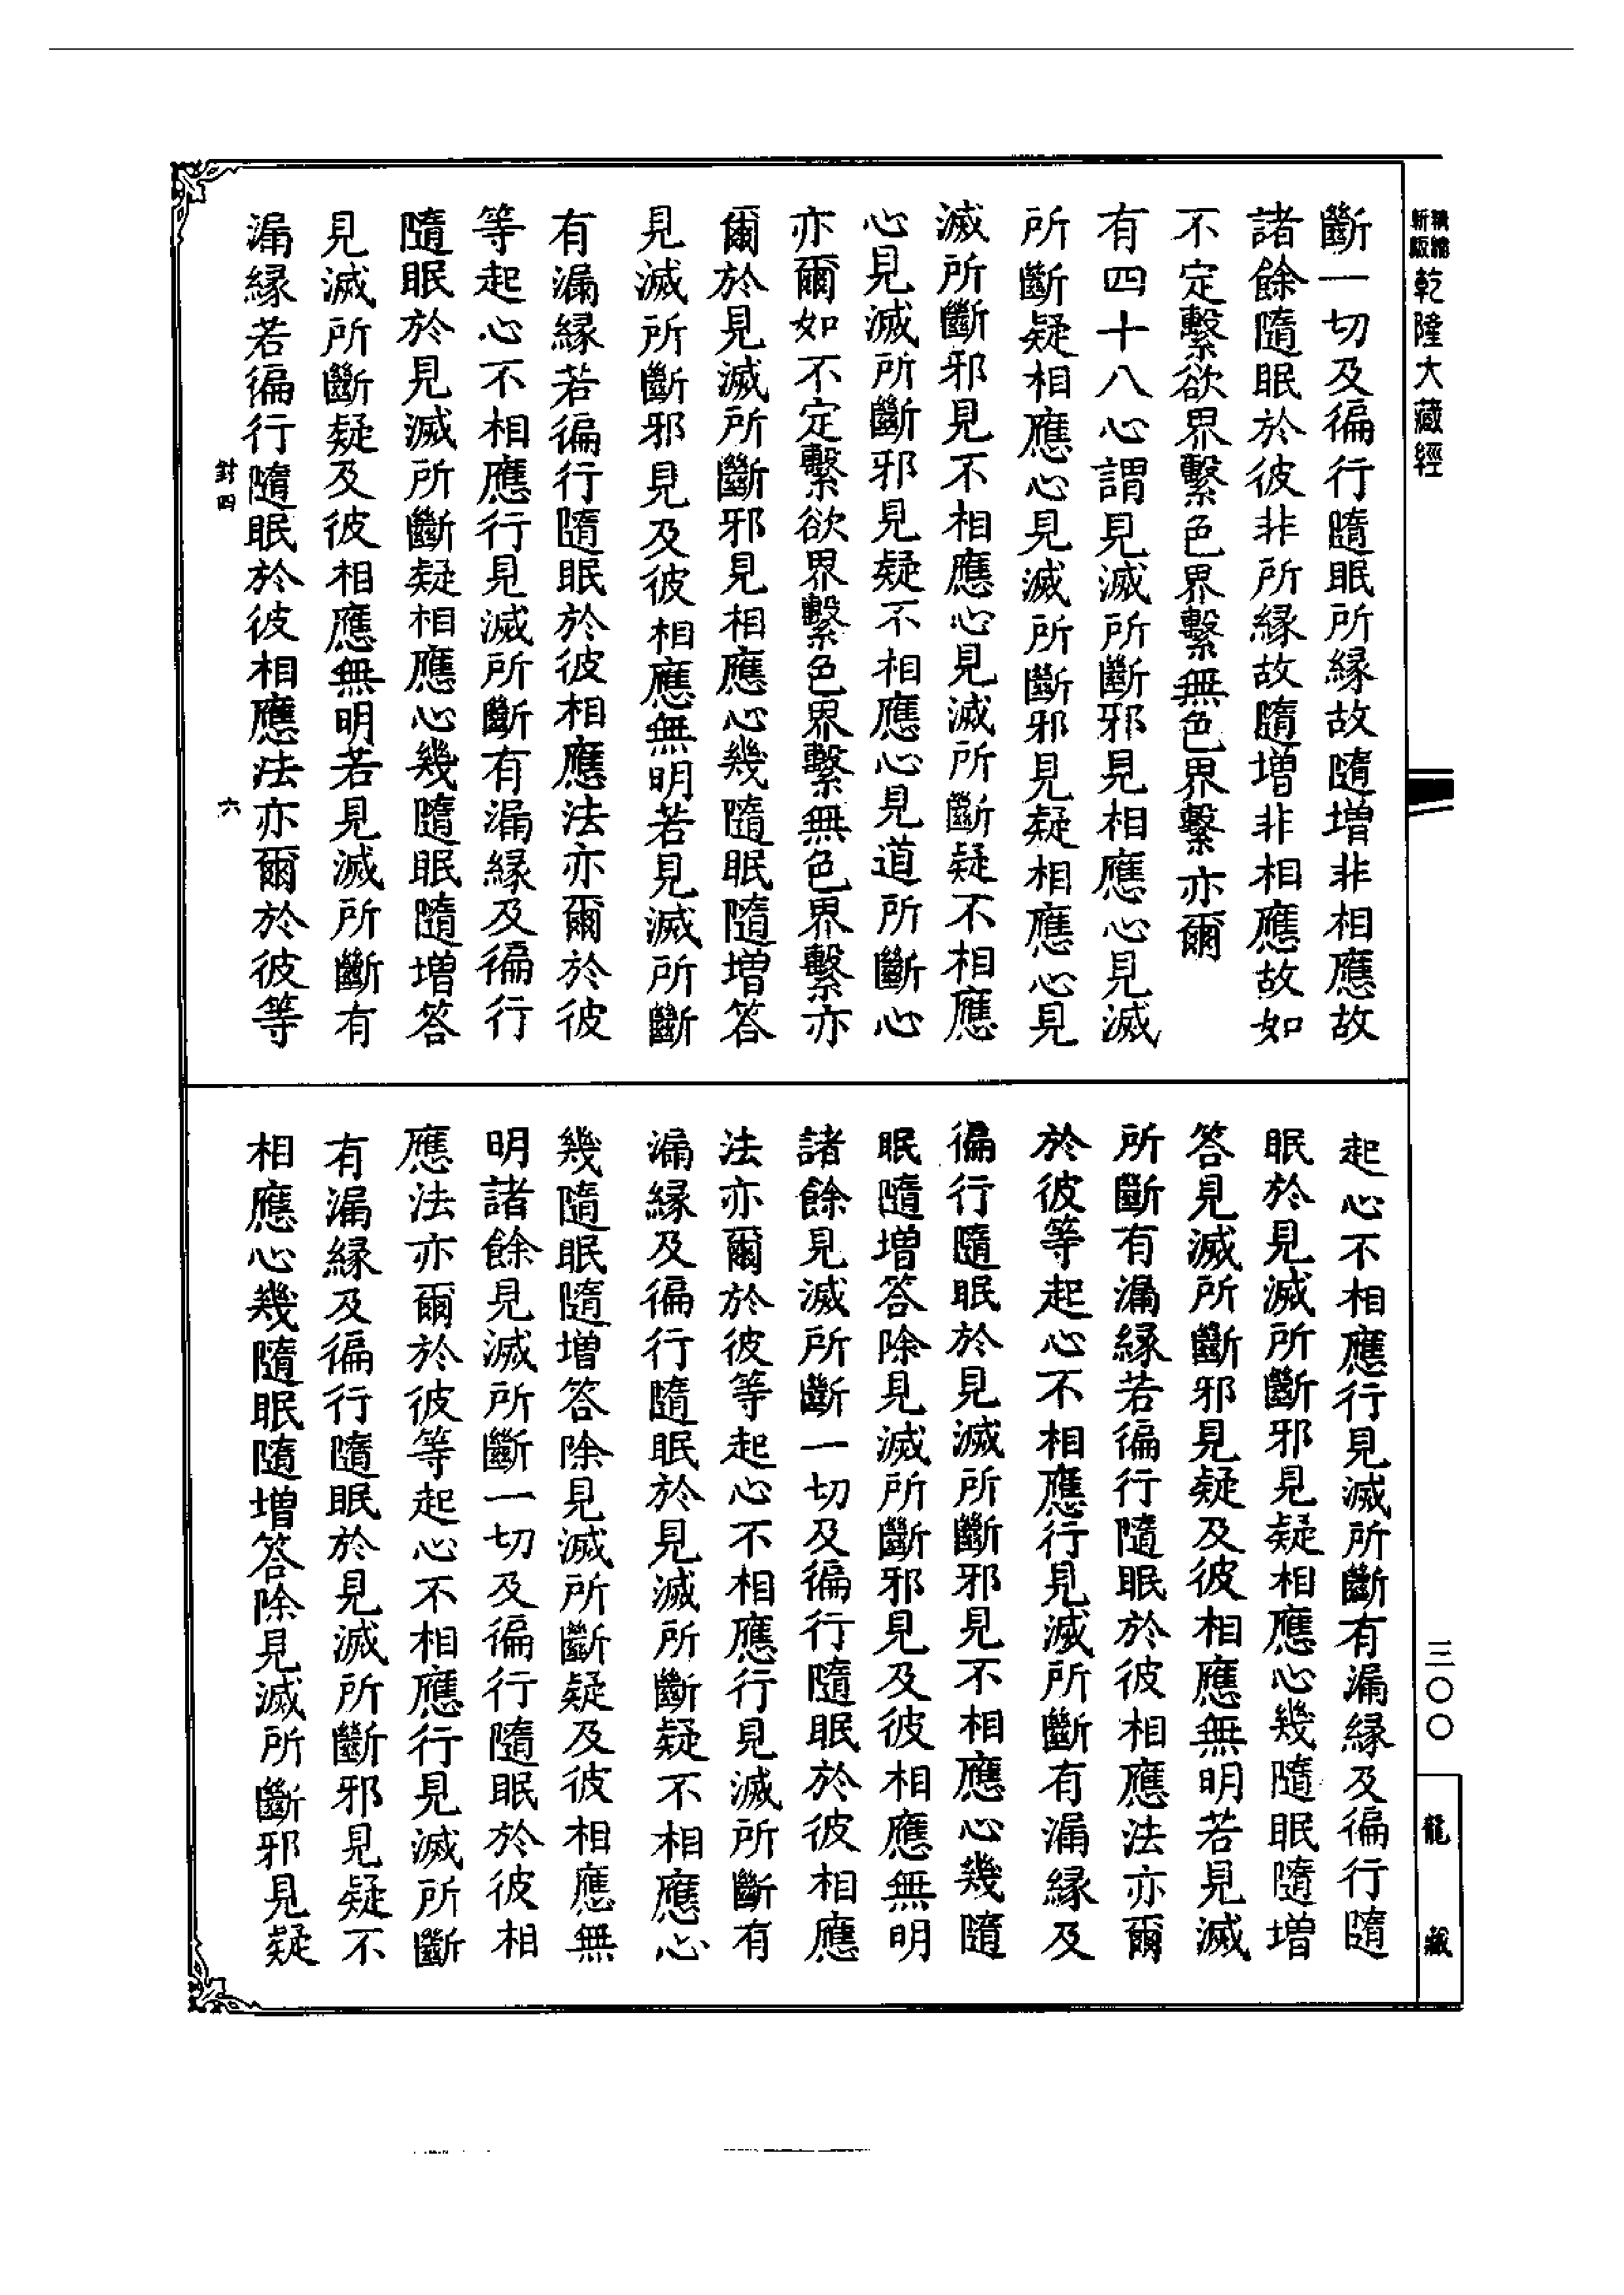 精縮
新版
乾隆大藏經
斷一切及徧行隨眠所緣故隨增非相應故
諸餘隨眠於彼非所緣故隨增非相應故如
不定繫欲界繫色界繫無色界繫亦爾
有四十八心謂見滅所斷邪見相應心見滅
所斷疑相應心見滅所斷邪見疑相應心見
滅所斷邪見不相應心見滅所斷疑不相應
心見滅所斷邪見疑不相應心見道所斷心
亦爾如不定繫欲界繫色界繫無色界繫亦
爾於見滅所斷邪見相應心幾隨眠隨增答
見滅所斷邪見及彼相應無明若見滅所斷
有漏緣若徧行隨眠於彼相應法亦爾於彼
等起心不相應行見滅所斷有漏緣及徧行
隨眠於見滅所斷疑相應心幾隨眠隨增答
見滅所斷疑及彼相應無明若見滅所斷有
漏緣若徧行隨眠於彼相應法亦爾於彼等
封四
六
起心不相應行見滅所斷有漏緣及徧行隨
眠於見滅所斷邪見疑相應心幾隨眠隨增
答見滅所斷邪見疑及彼相應無明若見滅
所斷有漏緣若徧行隨眠於彼相應法亦爾
於彼等起心不相應行見滅所斷有漏緣及
徧行隨眠於見滅所斷邪見不相應心幾隨
眠隨增答除見滅所斷邪見及彼相應無明
諸餘見滅所斷一切及徧行隨眠於彼相應
法亦爾於彼等起心不相應行見滅所斷有
漏緣及徧行隨眠於見滅所斷疑不相應心
幾隨眠隨增答除見滅所斷疑及彼相應無
明諸餘見滅所斷一切及徧行隨眠於彼相
應法亦爾於彼等起心不相應行見滅所斷
有漏緣及徧行隨眠於見滅所斷邪見疑不
相應心幾隨眠隨增答除見滅所斷邪見疑
三〇〇
龍藏